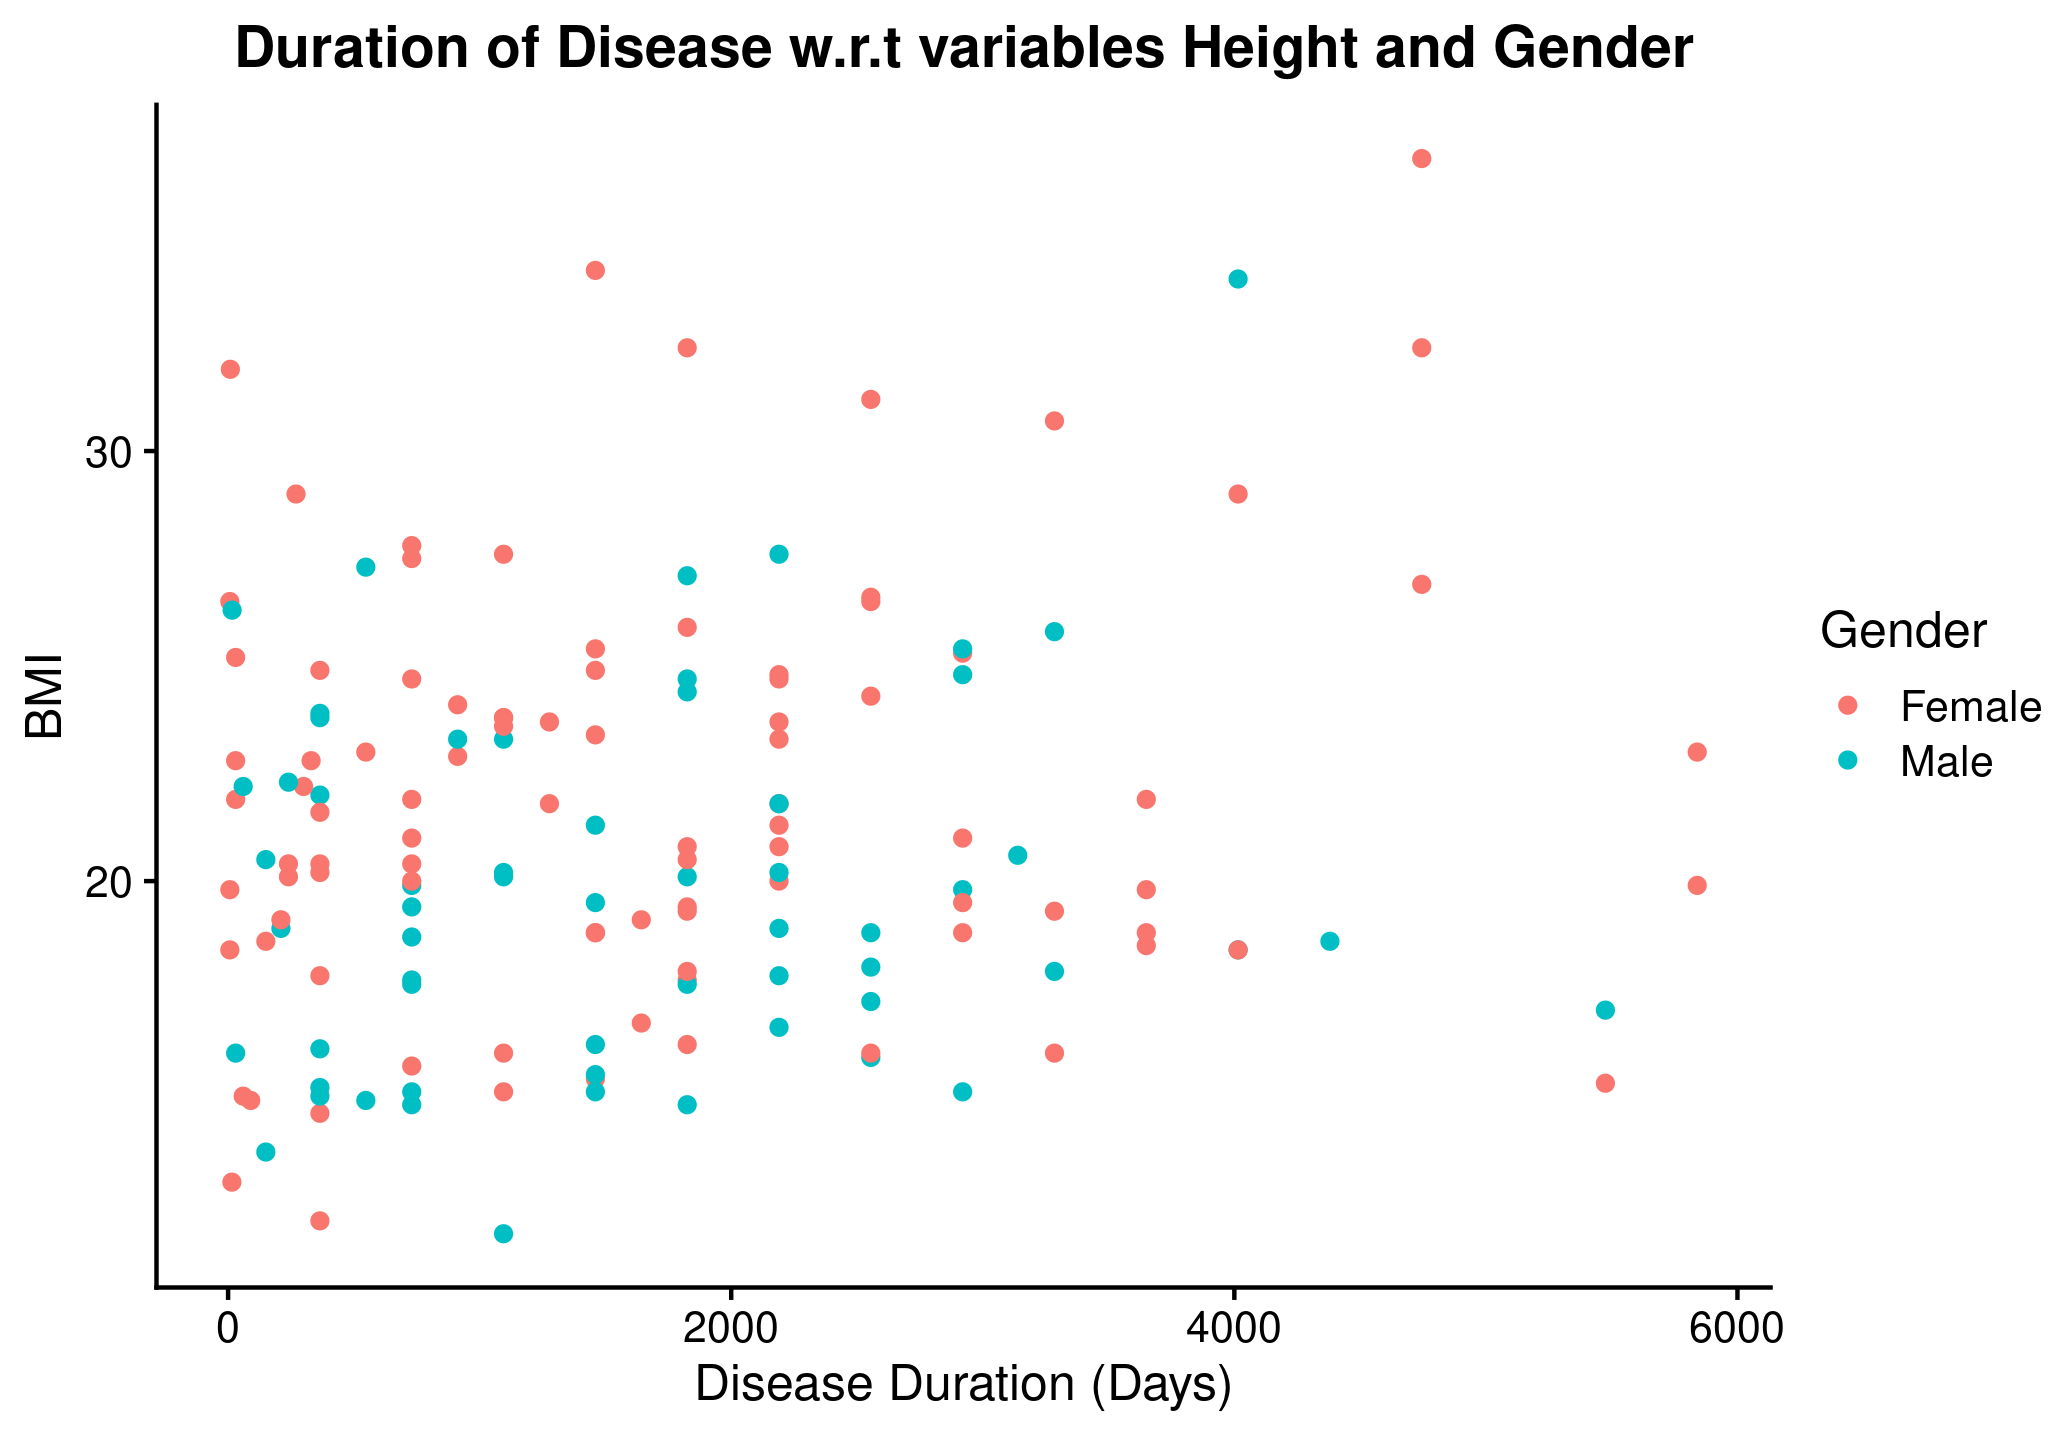 Duration of Disease w.r.t variables Height and Gender
BMI
30
20
0 2000 4000 6000
Disease Duration (Days)
Gender
Female
Male